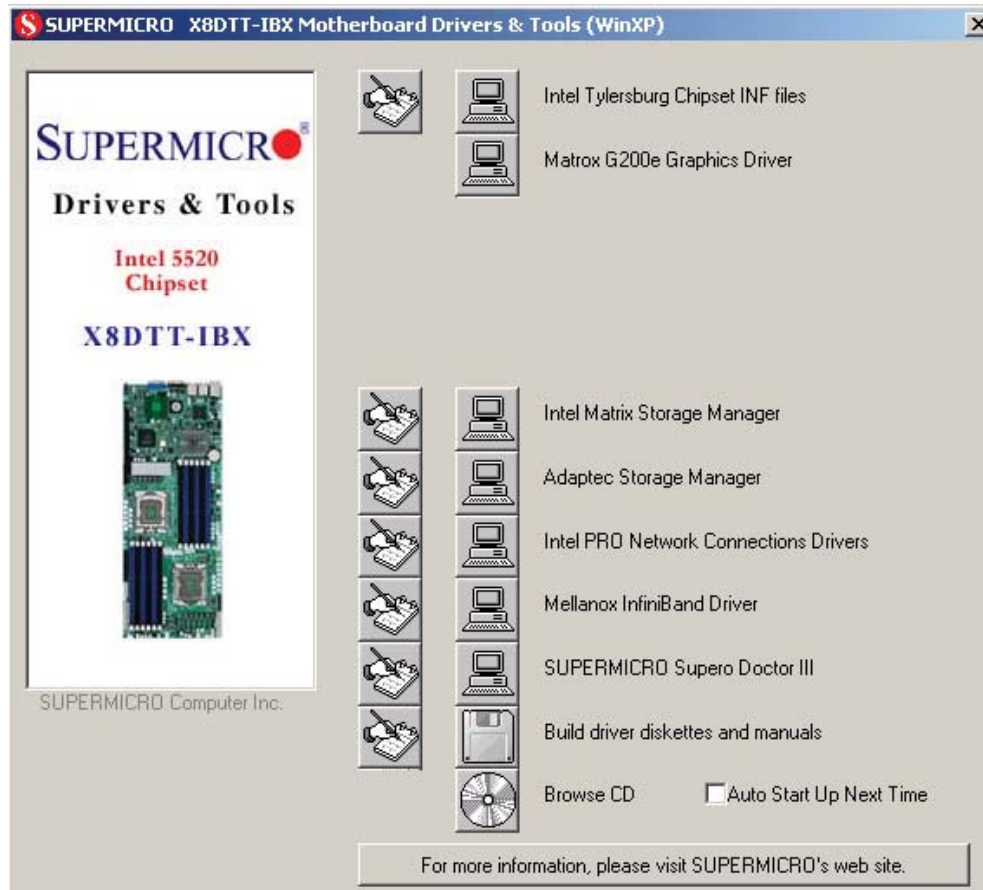 SUPERMICRO X8DTT-IBX Motherboard Drivers & Tools (WinXP)
SUPERMICRO®
Drivers & Tools
Intel 5520
Chipset
X8DTT-IBX
SUPERMICRO Computer Inc.
Intel Tylersburg Chipset INF files
Matrox G200e Graphics Driver
Intel Matrix Storage Manager
Adaptec Storage Manager
Intel PRO Network Connections Drivers
Mellanox InfiniBand Driver
SUPERMICRO Supero Doctor III
Build driver diskettes and manuals
Browse CD Auto Start Up Next Time
For more information, please visit SUPERMICRO's web site.